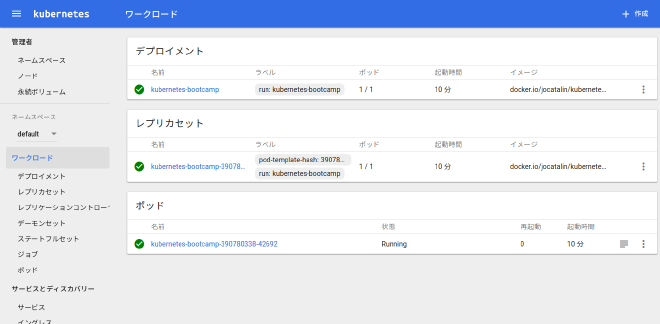 kubernetes
ワークロード
作成
管理者
ネームスペース
ノード
永続ボリューム
ネームスペース
default
ワークロード
デプロイメント
レプリカセット
レプリケーションコントロー
デーモンセット
ステートフルセット
ジョブ
ポッド
サービスとディスカバリー
サービス
イングレス
デプロイメント
名前 ラベル ポッド 起動時間 イメージ
kubernetes-bootcamp run: kubernetes-bootcamp 1 / 1 10 分 docker.io/jocatalin/kubernete...
レプリカセット
名前 ラベル ポッド 起動時間 イメージ
kubernetes-bootcamp-39078... pod-template-hash: 39078... 1 / 1 10 分 docker.io/jocatalin/kubernete...
run: kubernetes-bootcamp
ポッド
名前 状態 再起動 起動時間
kubernetes-bootcamp-390780338-42692 Running 0 10 分